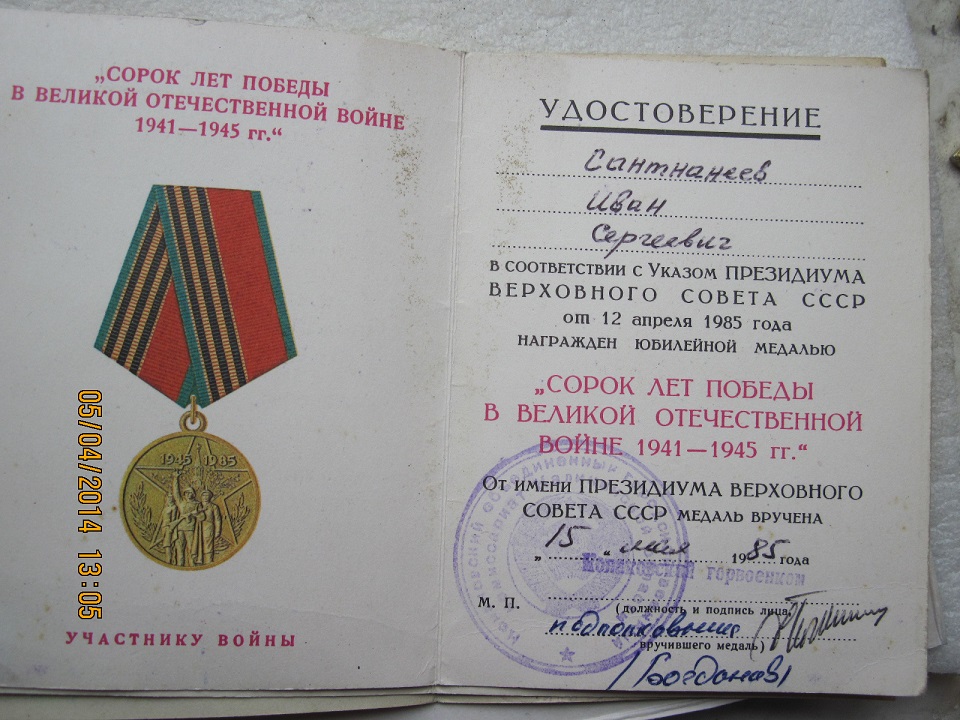 „СОРОК ЛЕТ ПОБЕДЫ
В ВЕЛИКОЙ ОТЕЧЕСТВЕННОЙ ВОЙНЕ
1941—1945 гг.“
1945 1985
УЧАСТНИКУ ВОЙНЫ
05/04/2014 13:05
УДОСТОВЕРЕНИЕ
Иван
Сергеевич
В СООТВЕТСТВИИ С УКАЗОМ ПРЕЗИДИУМА
ВЕРХОВНОГО СОВЕТА СССР
от 12 апреля 1985 года
НАГРАЖДЕН ЮБИЛЕЙНОЙ МЕДАЛЬЮ
„СОРОК ЛЕТ ПОБЕДЫ
В ВЕЛИКОЙ ОТЕЧЕСТВЕННОЙ
ВОЙНЕ 1941—1945 гг.“
ОТ ИМЕНИ ПРЕЗИДИУМА ВЕРХОВНОГО
СОВЕТА СССР МЕДАЛЬ ВРУЧЕНА
„15 „ мая 1985 года
горвоенком
М. П.
(должность и подпись лица,
подполковник
вручившего медаль)
/Богданов/